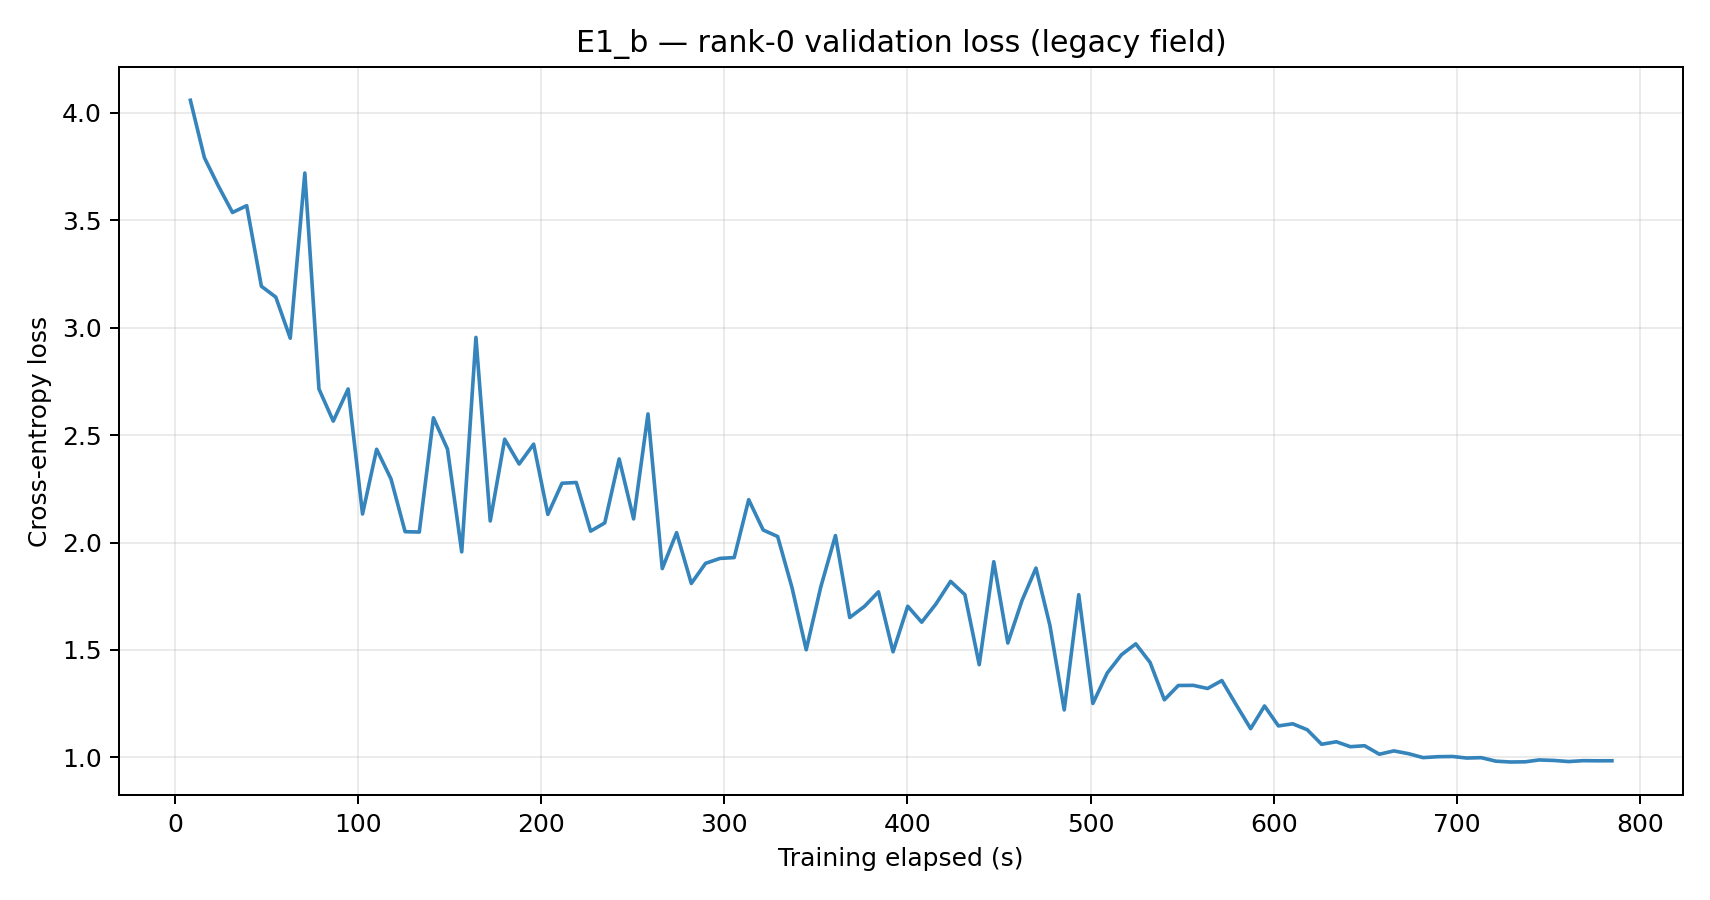 E1_b — rank-0 validation loss (legacy field)
Cross-entropy loss
4.0
3.5
3.0
2.5
2.0
1.5
1.0
0 100 200 300 400 500 600 700 800
Training elapsed (s)